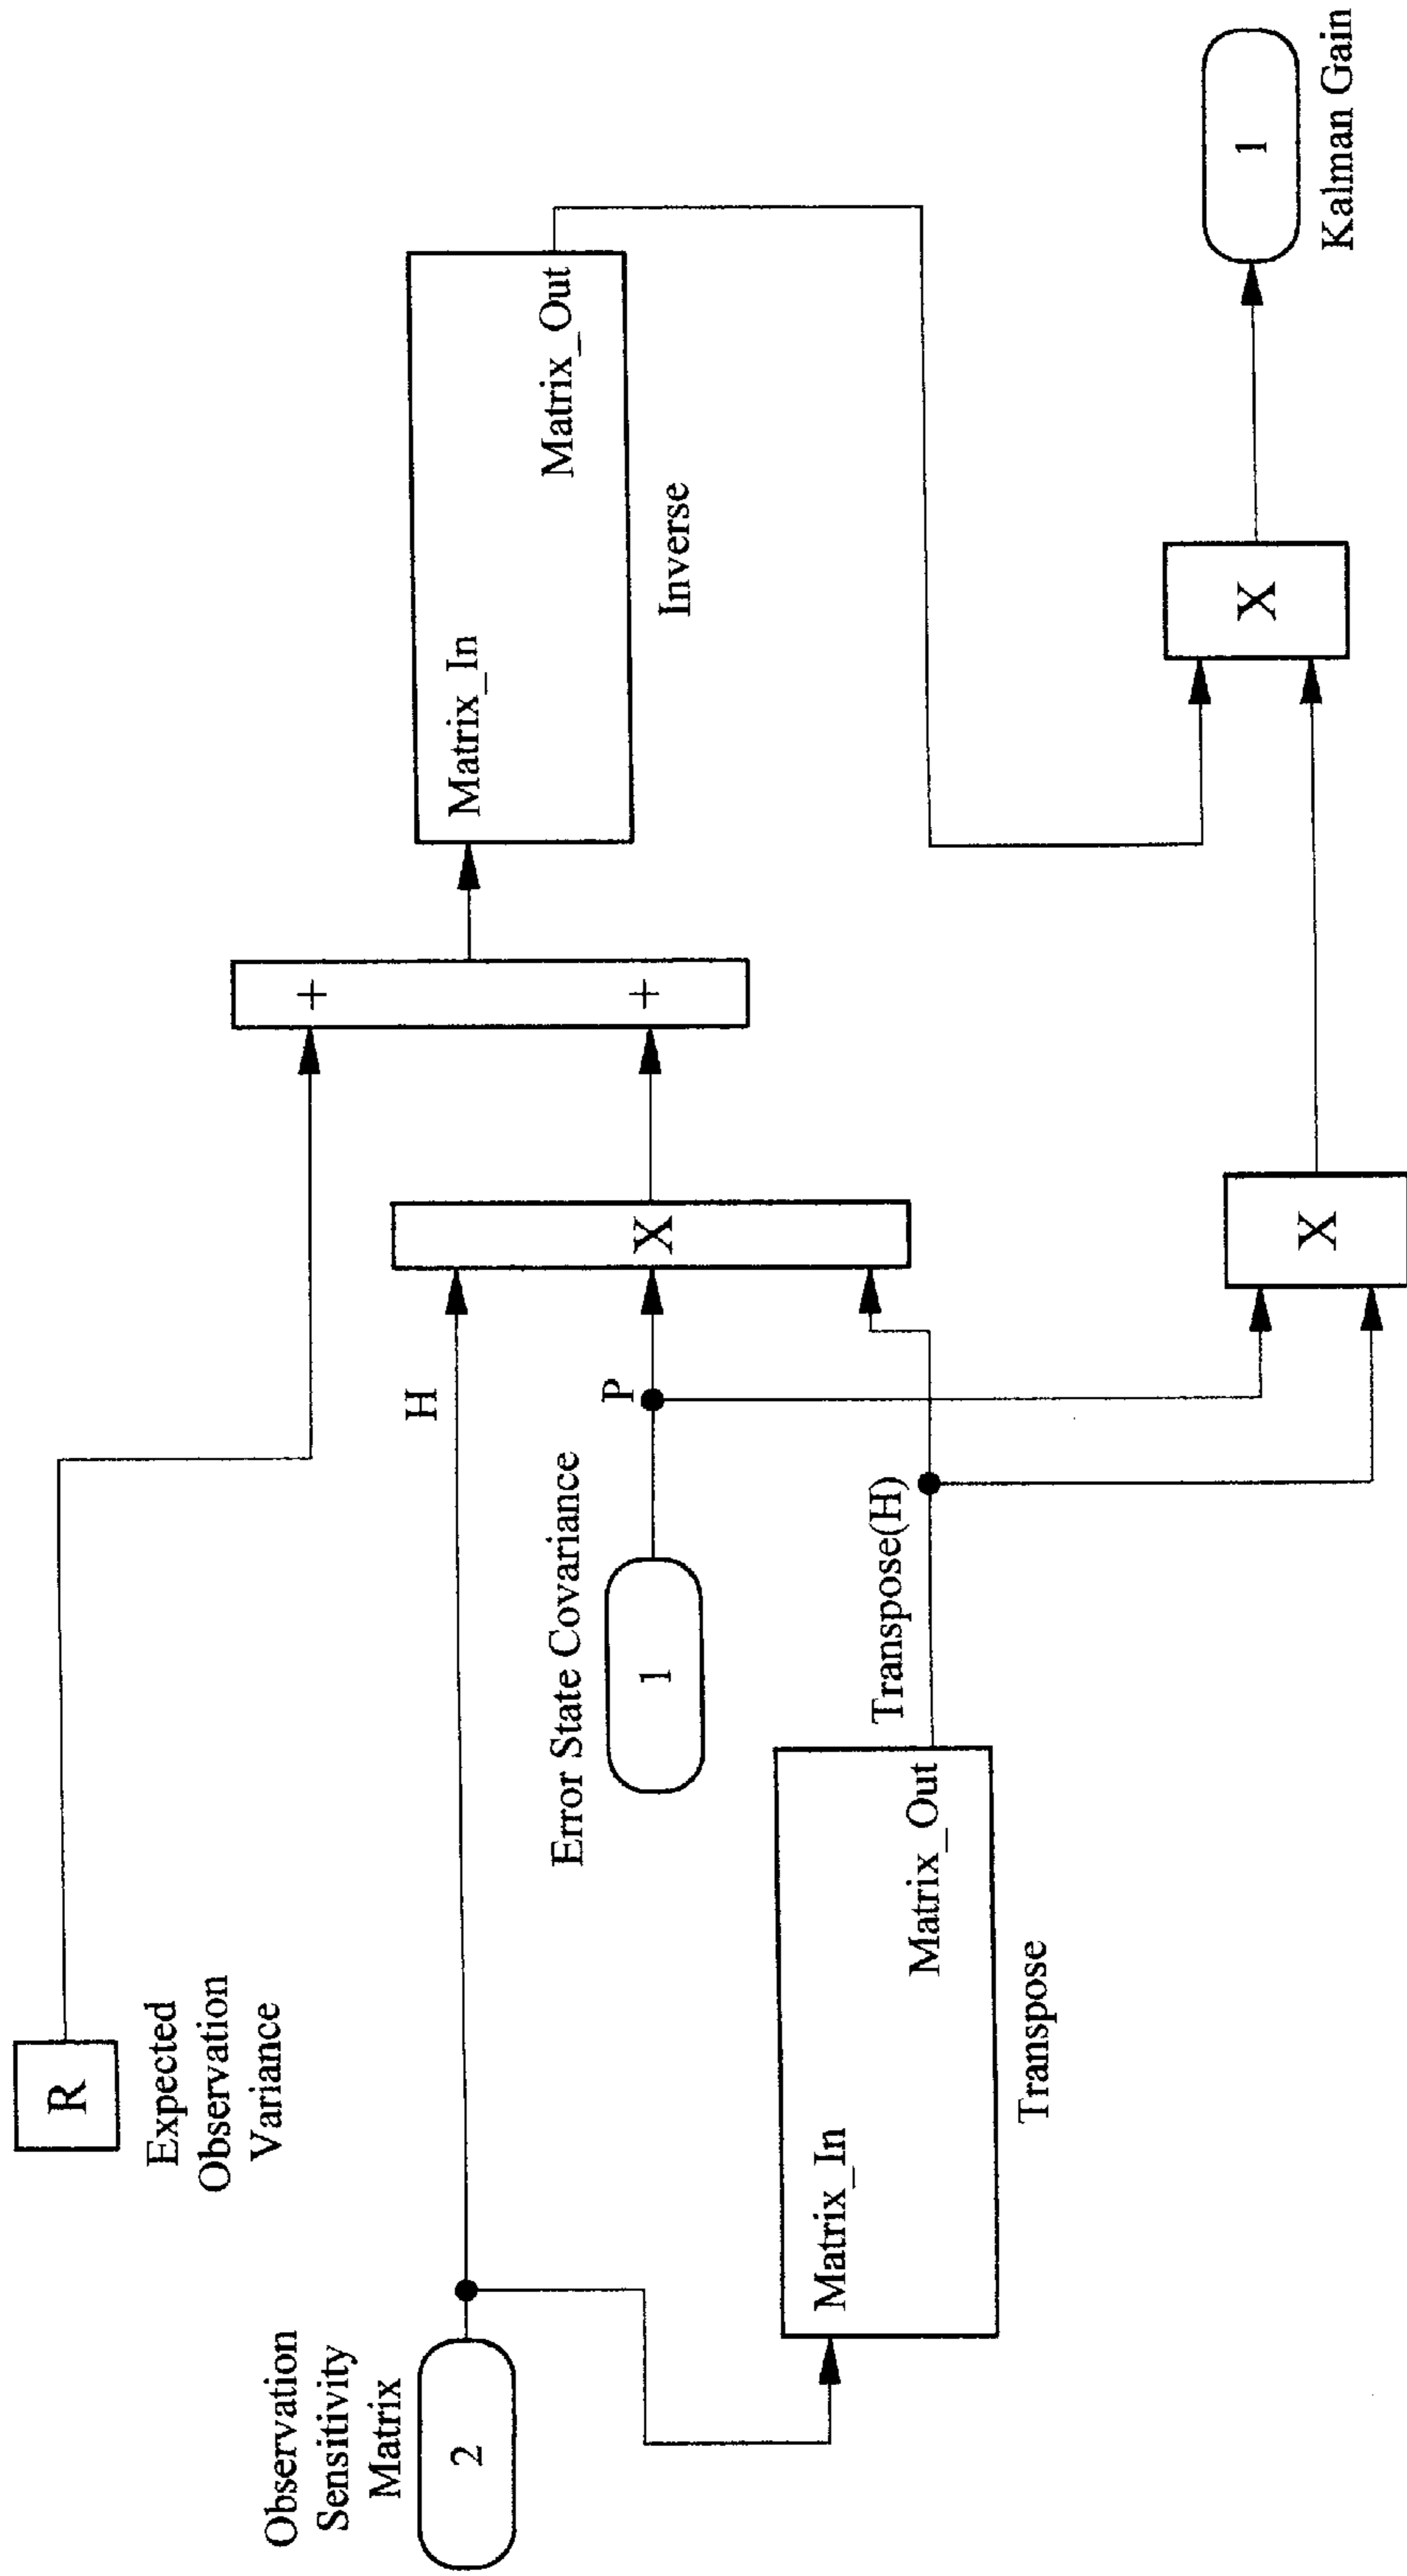 R
Expected
Observation
Variance
Observation
Sensitivity
Matrix
2
H
X
+
+
Matrix_In
Matrix_Out
Inverse
Error State Covariance
1
P
Matrix_In
Matrix_Out
Transpose
Transpose(H)
X
X
1
Kalman Gain